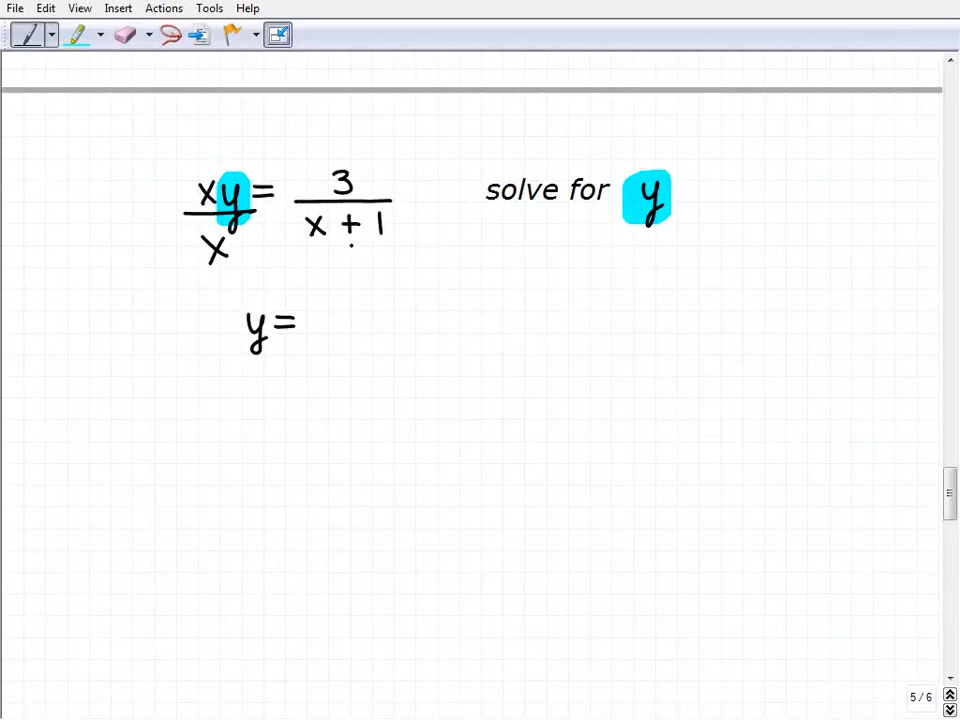 File Edit View Insert Actions Tools Help
xy/x = 3/(x + 1) solve for y
y =
5 / 6